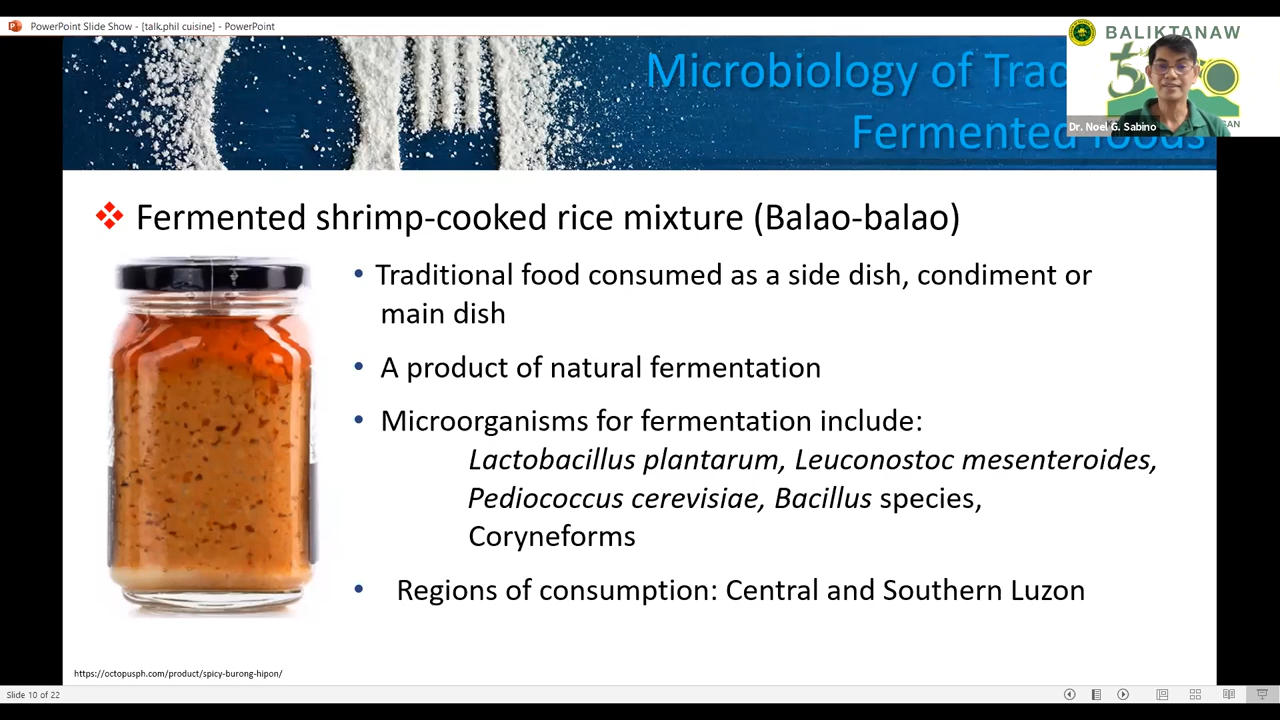 PowerPoint Slide Show - [talk.phil cuisine] - PowerPoint
BALIKTANAW
Microbiology of
Fermented foods
Dr. Noel G. Sabino
Fermented shrimp-cooked rice mixture (Balao-balao)
• Traditional food consumed as a side dish, condiment or
main dish
• A product of natural fermentation
• Microorganisms for fermentation include:
Lactobacillus plantarum, Leuconostoc mesenteroides,
Pediococcus cerevisiae, Bacillus species,
Coryneforms
• Regions of consumption: Central and Southern Luzon
https://octopusph.com/product/spicy-burong-hipon/
Slide 10 of 22